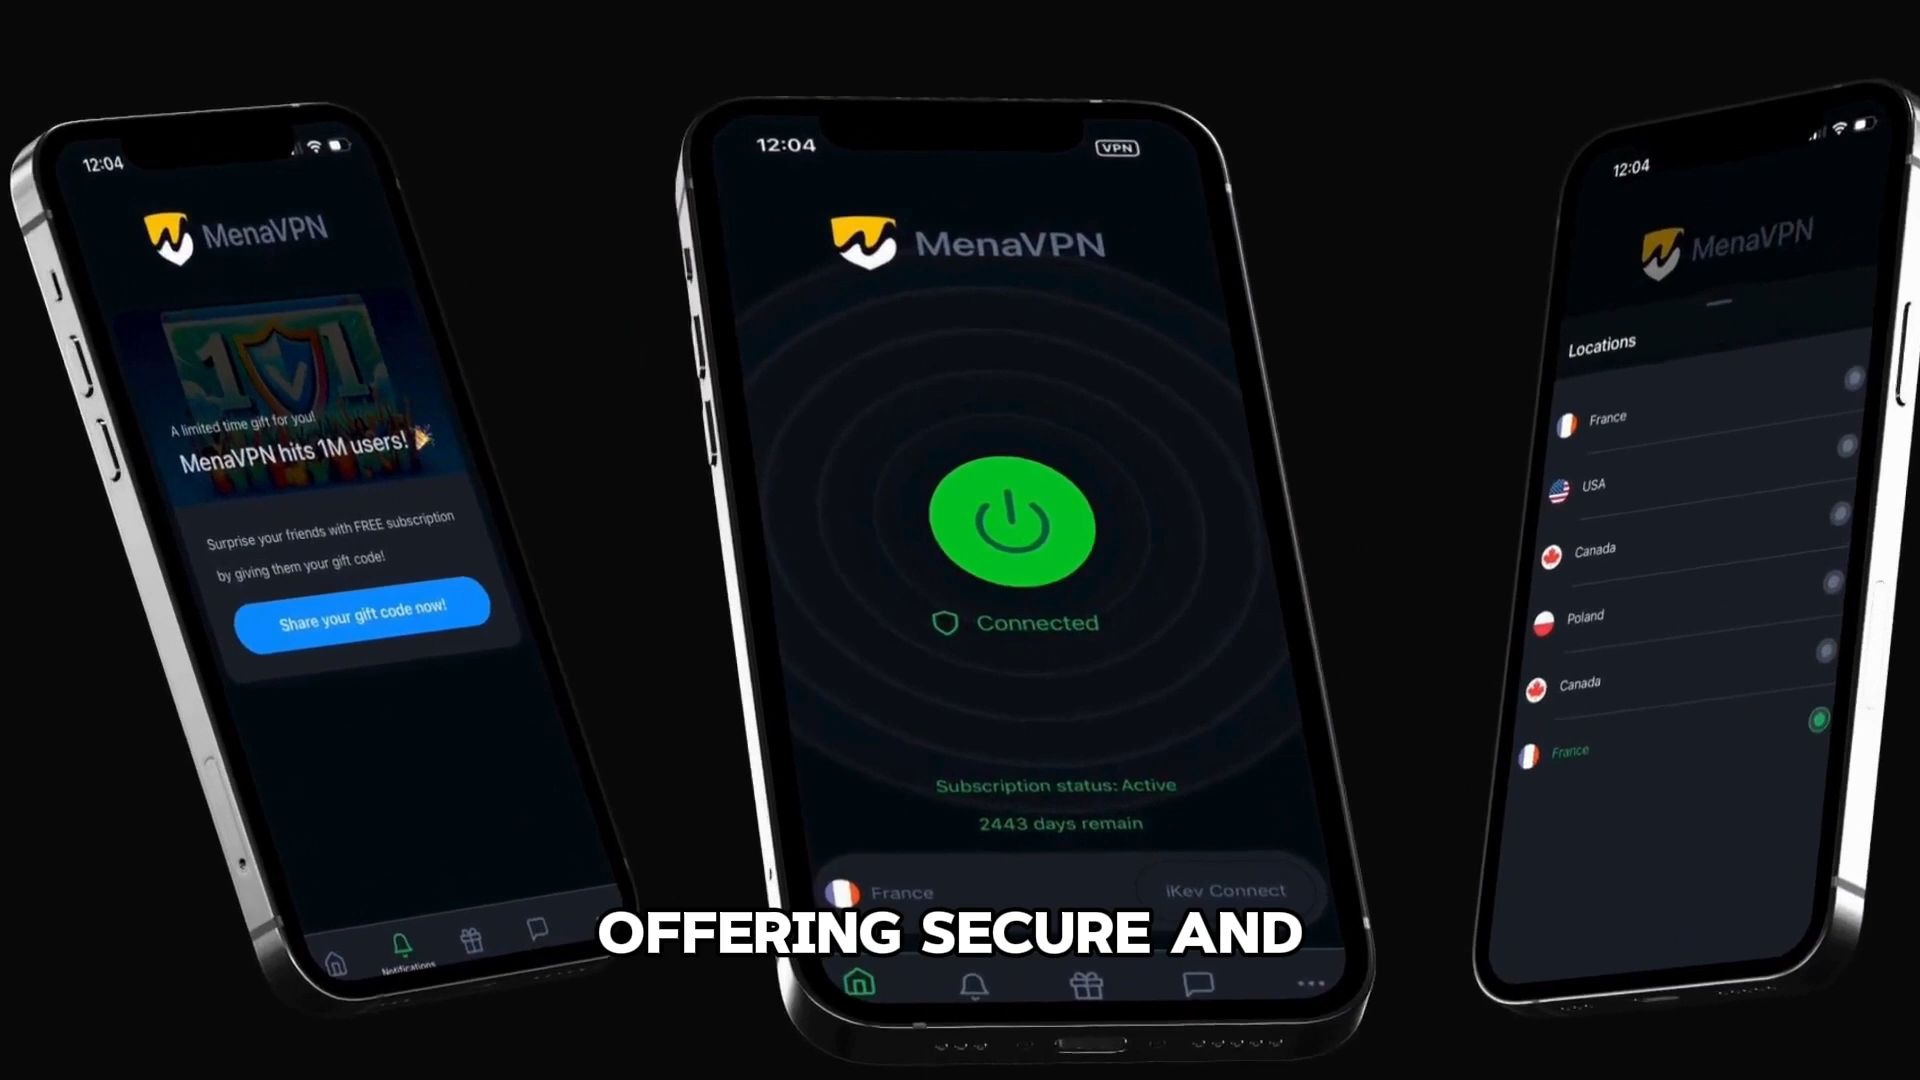 12:04
MenaVPN
A limited time gift for you!
MenaVPN hits 1M users! 🎉
Surprise your friends with FREE subscription
by giving them your gift code!
Share your gift code now!
Notifications
12:04
VPN
MenaVPN
Connected
Subscription status: Active
2443 days remain
France
iKev Connect
12:04
MenaVPN
Locations
France
USA
Canada
Poland
Canada
France
OFFERING SECURE AND